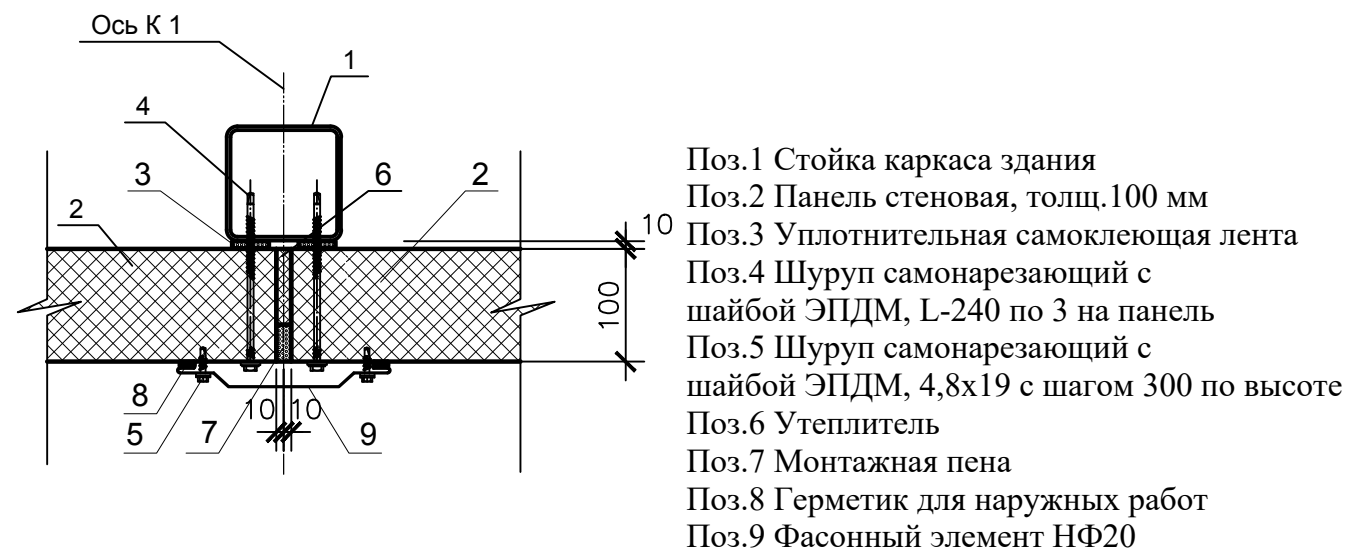 Ось К 1
1
4
3
6
2
2
10
100
8
10
10
5
7
9
Поз.1 Стойка каркаса здания
Поз.2 Панель стеновая, толщ.100 мм
Поз.3 Уплотнительная самоклеющая лента
Поз.4 Шуруп самонарезающий с
шайбой ЭПДМ, L-240 по 3 на панель
Поз.5 Шуруп самонарезающий с
шайбой ЭПДМ, 4,8х19 с шагом 300 по высоте
Поз.6 Утеплитель
Поз.7 Монтажная пена
Поз.8 Герметик для наружных работ
Поз.9 Фасонный элемент НФ20